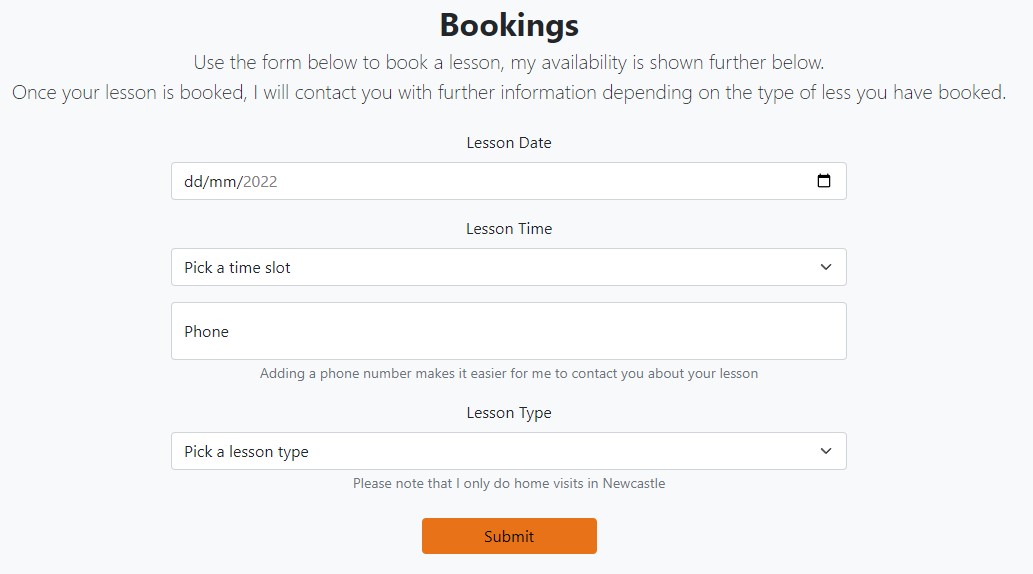 Bookings
Use the form below to book a lesson, my availability is shown further below.
Once your lesson is booked, I will contact you with further information depending on the type of less you have booked.
Lesson Date
dd/mm/2022
Lesson Time
Pick a time slot
Phone
Adding a phone number makes it easier for me to contact you about your lesson
Lesson Type
Pick a lesson type
Please note that I only do home visits in Newcastle
Submit